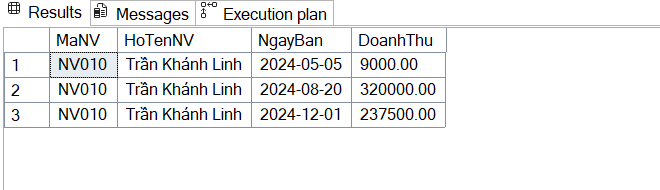 Results Messages Execution plan
MaNV HoTenNV NgayBan DoanhThu
1 NV010 Trần Khánh Linh 2024-05-05 9000.00
2 NV010 Trần Khánh Linh 2024-08-20 320000.00
3 NV010 Trần Khánh Linh 2024-12-01 237500.00